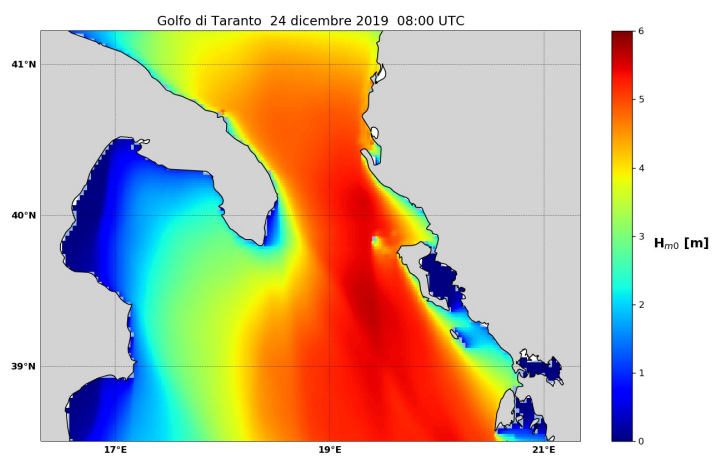 Golfo di Taranto  24 dicembre 2019  08:00 UTC
41°N
40°N
39°N
17°E
19°E
21°E
6
5
4
3
2
1
0
Hm0 [m]